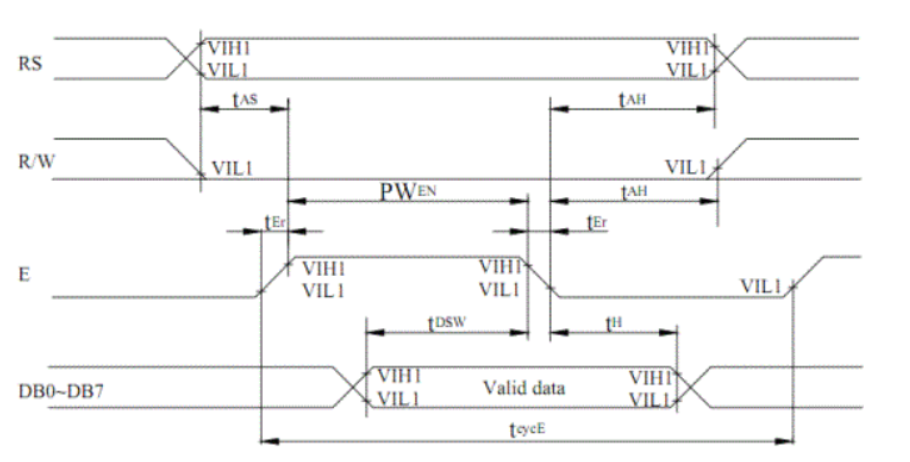 RS VIH1 VIH1
VIL1 VIL1
tAS tAH
R/W VIL1 VIL1
PWEN tAH
tEr tEr
E VIH1 VIH1
VIL1 VIL1 VIL1
tDSW tH
DB0~DB7 VIH1 Valid data VIH1
VIL1 VIL1
tcycE